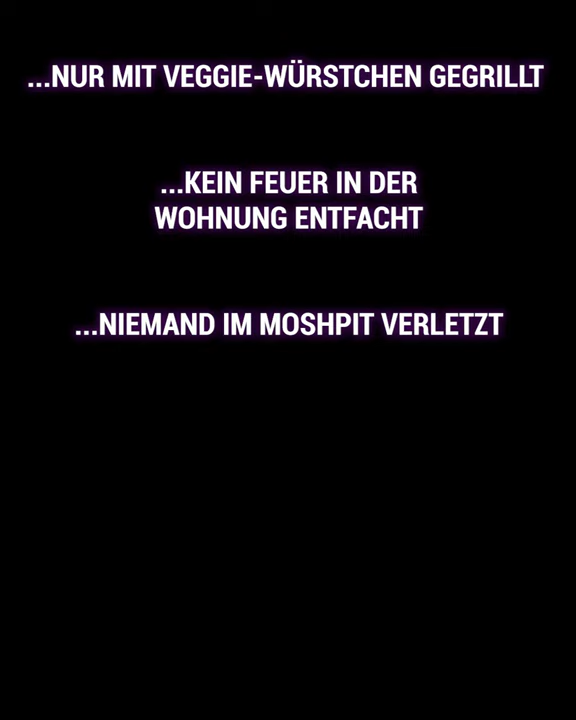 ...NUR MIT VEGGIE-WÜRSTCHEN GEGRILLT
...KEIN FEUER IN DER
WOHNUNG ENTFACHT
...NIEMAND IM MOSHPIT VERLETZT